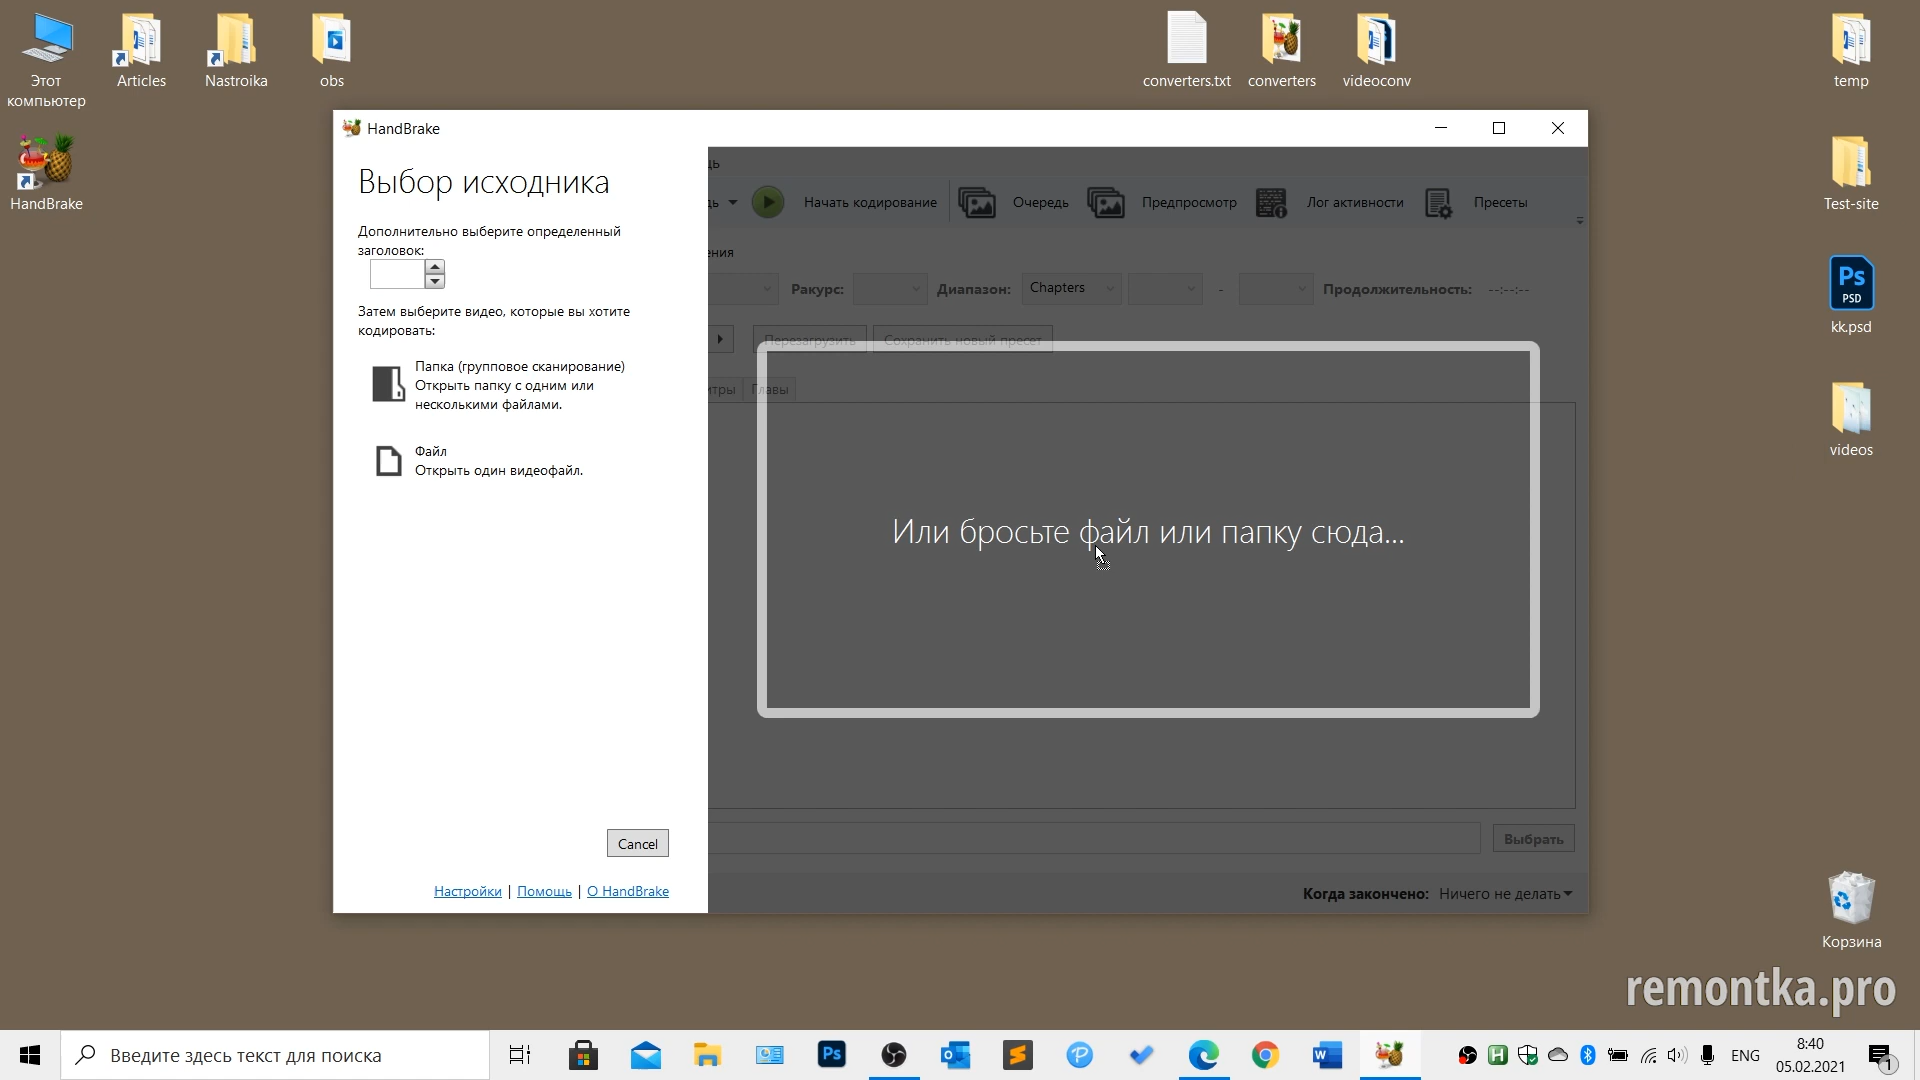 Этот
компьютер
Articles
Nastroika
obs
converters.txt
converters
videoconv
temp
HandBrake
Test-site
Ps
PSD
kk.psd
videos
Корзина
HandBrake
Выбор исходника
Дополнительно выберите определенный
заголовок:
Затем выберите видео, которые вы хотите
кодировать:
Папка (групповое сканирование)
Открыть папку с одним или
несколькими файлами.
Файл
Открыть один видеофайл.
Cancel
Настройки | Помощь | О HandBrake
Начать кодирование
Очередь
Предпросмотр
Лог активности
Пресеты
Ракурс:
Диапазон:
Chapters
-
Продолжительность:
--:--:--
Перезагрузить
Сохранить новый пресет
Главы
Или бросьте файл или папку сюда...
Выбрать
Когда закончено: Ничего не делать
remontka.pro
Введите здесь текст для поиска
Ps
ENG
8:40
05.02.2021
1